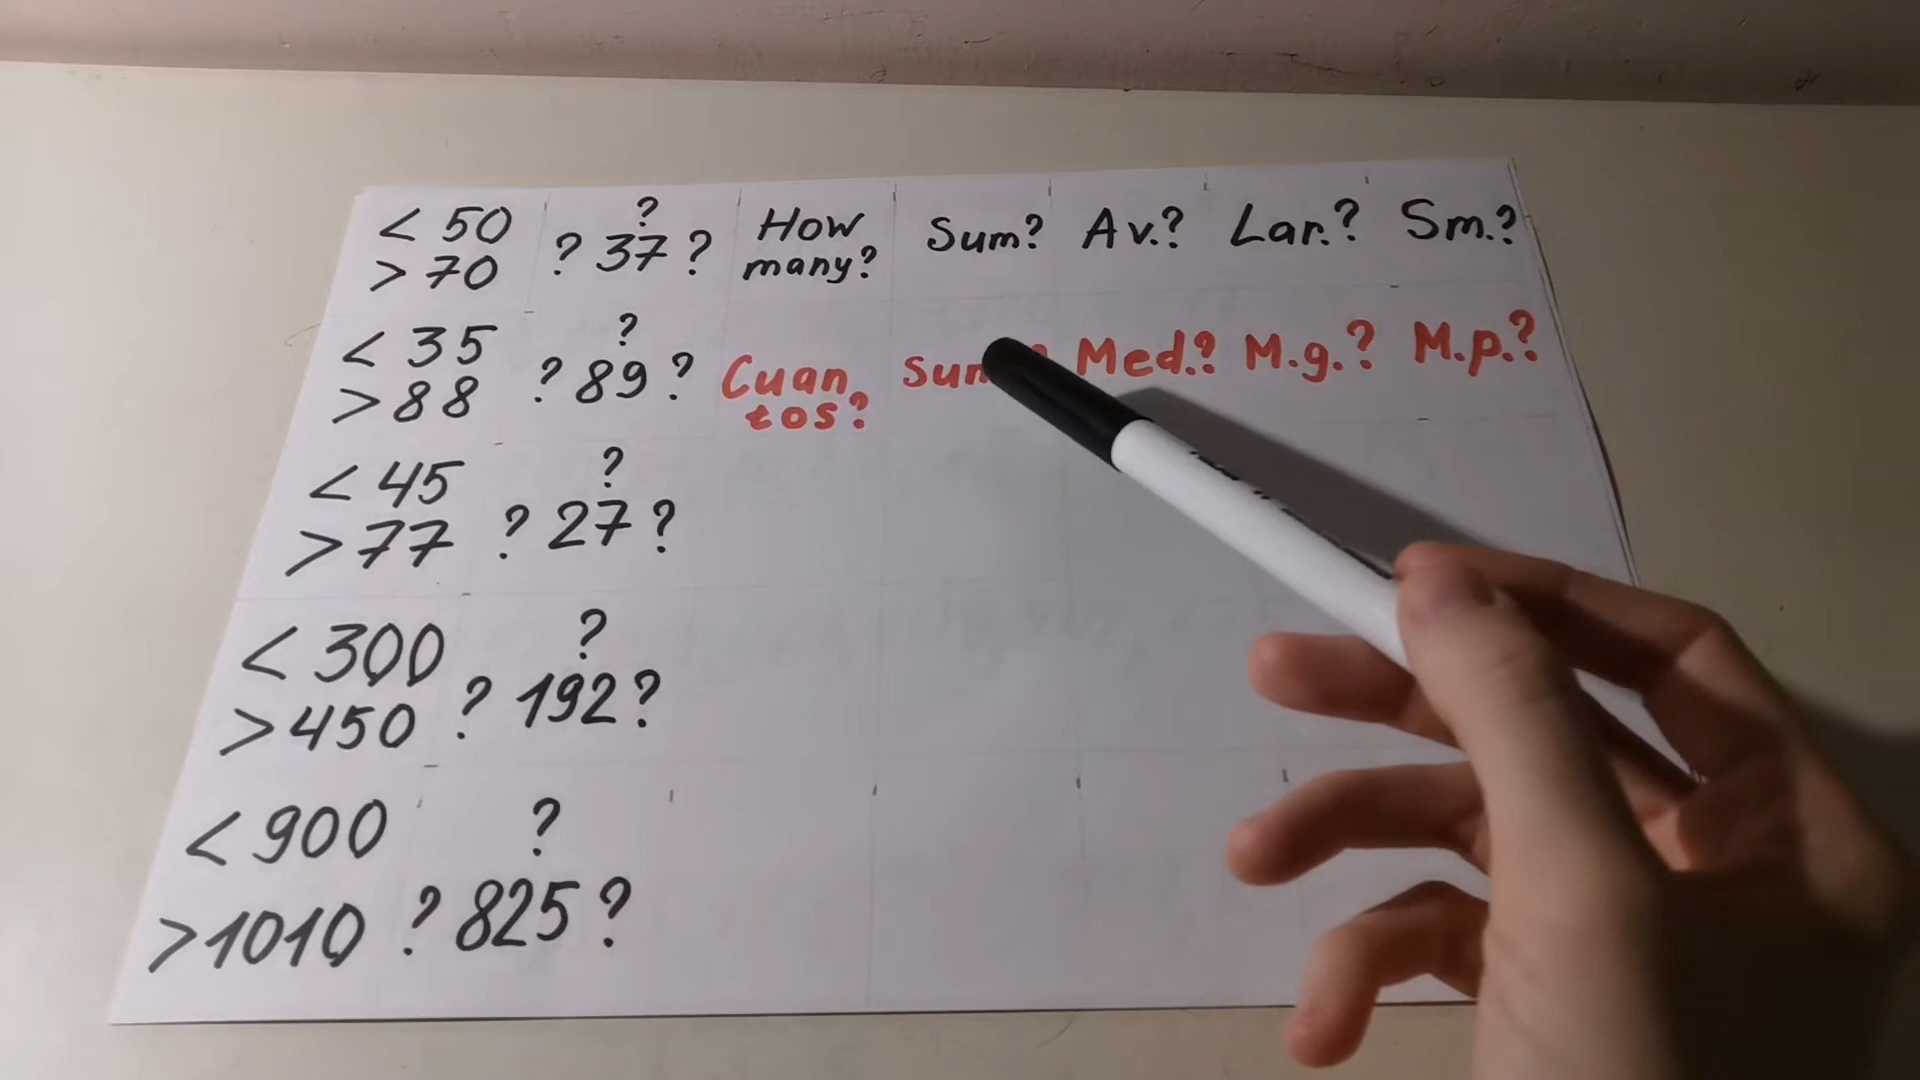 < 50
> 70
?
? 37 ?
How
many?
Sum?
Av.?
Lar.?
Sm.?
< 35
> 88
?
? 89 ?
Cuan
tos?
Med.?
M.g.?
M.p.?
< 45
> 77
?
? 27 ?
< 300
> 450
?
? 192 ?
< 900
> 1010
?
? 825 ?